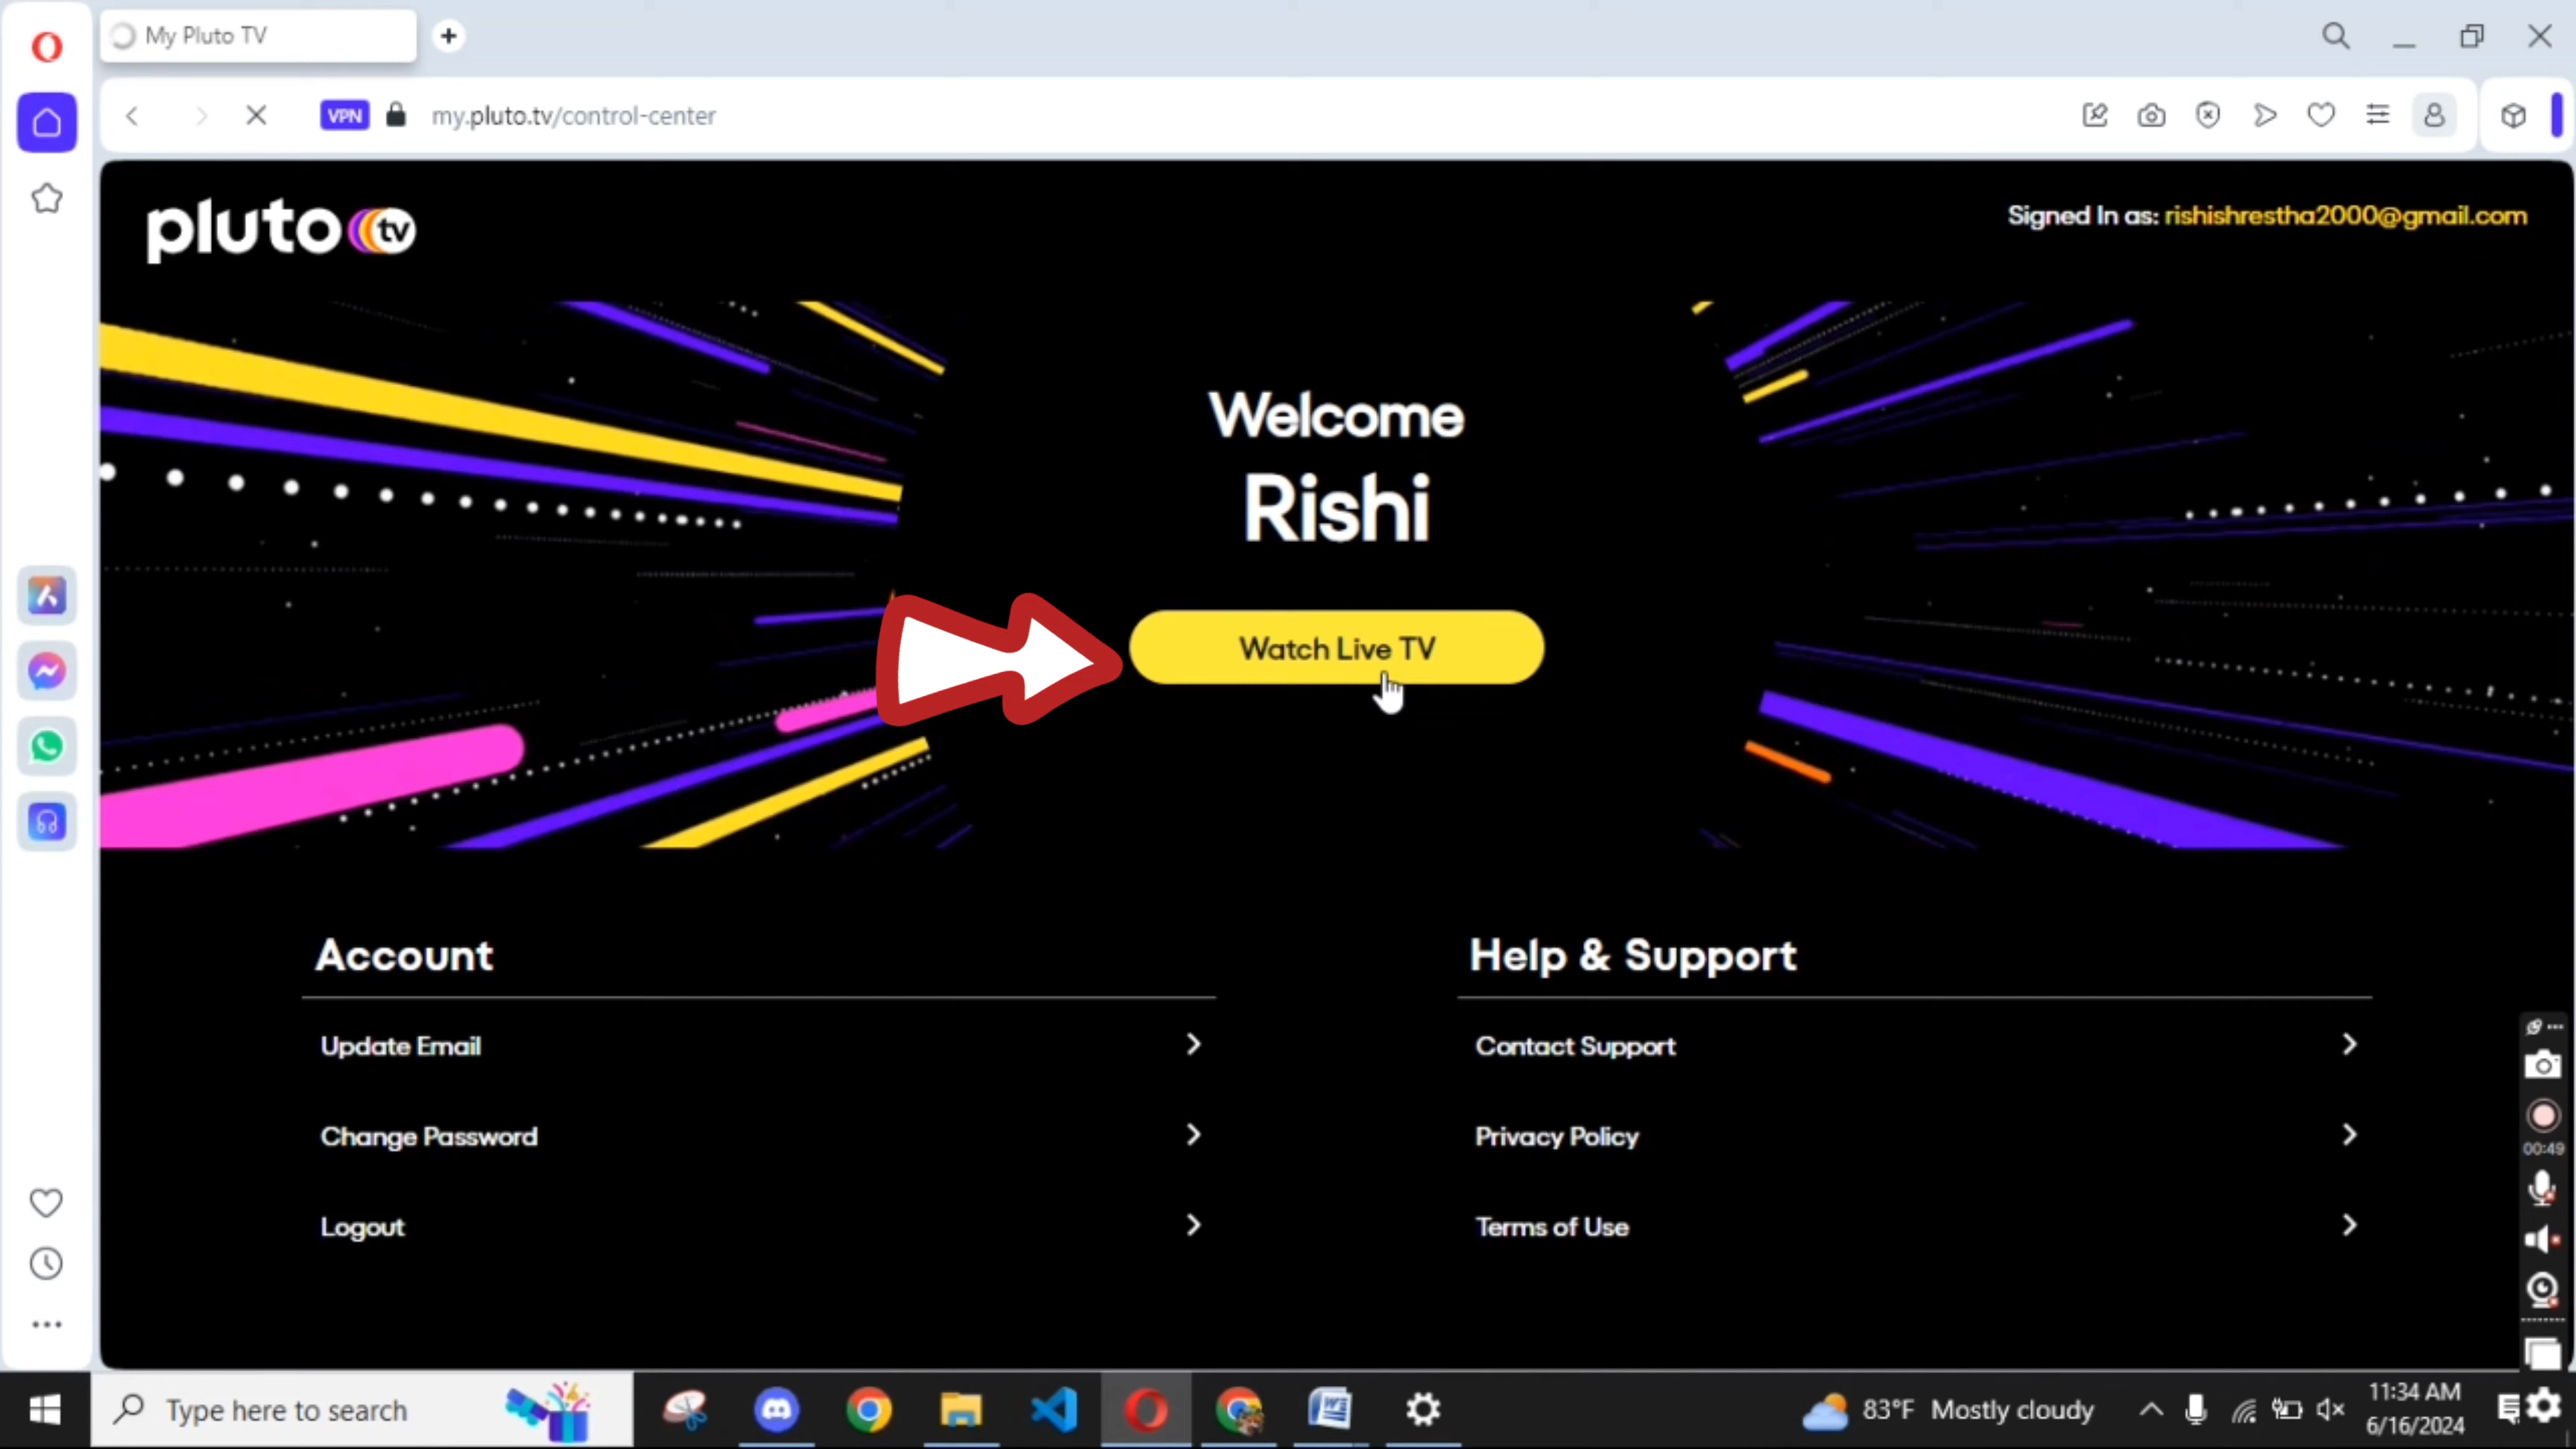 My Pluto TV
VPN my.pluto.tv/control-center
pluto tv
Signed In as: rishishrestha2000@gmail.com
Welcome
Rishi
Watch Live TV
Account
Update Email
Change Password
Logout
Help & Support
Contact Support
Privacy Policy
Terms of Use
00:49
Type here to search
83°F Mostly cloudy
11:34 AM
6/16/2024